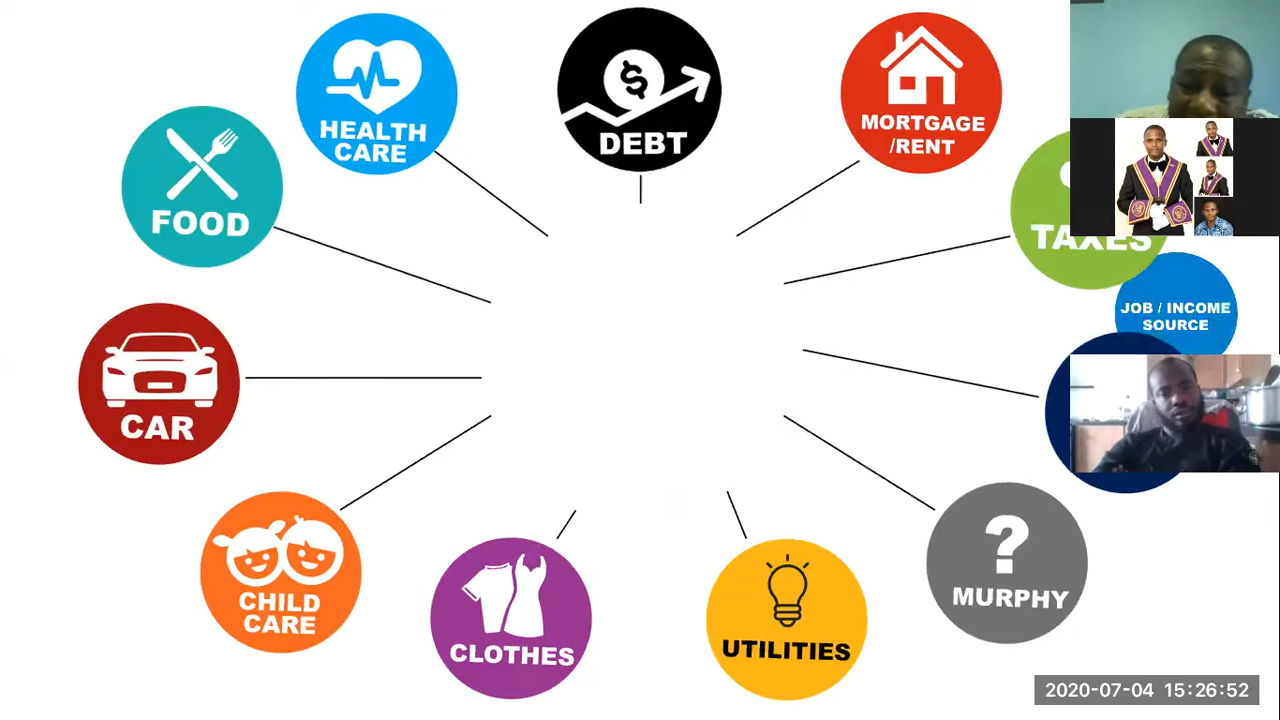 HEALTH
CARE
DEBT
MORTGAGE
/RENT
FOOD
TAXES
JOB / INCOME
SOURCE
CAR
CHILD
CARE
CLOTHES
UTILITIES
MURPHY
2020-07-04 15:26:52